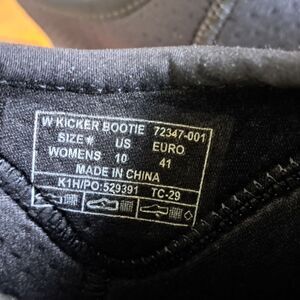 W KICKER BOOTIE 72347-001
SIZE# US EURO
WOMENS 10 41
MADE IN CHINA
K1H/PO:529391 TC-29